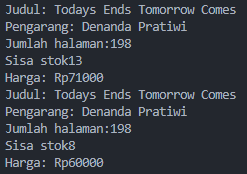 Judul: Todays Ends Tomorrow Comes
Pengarang: Denanda Pratiwi
Jumlah halaman:198
Sisa stok13
Harga: Rp71000
Judul: Todays Ends Tomorrow Comes
Pengarang: Denanda Pratiwi
Jumlah halaman:198
Sisa stok8
Harga: Rp60000